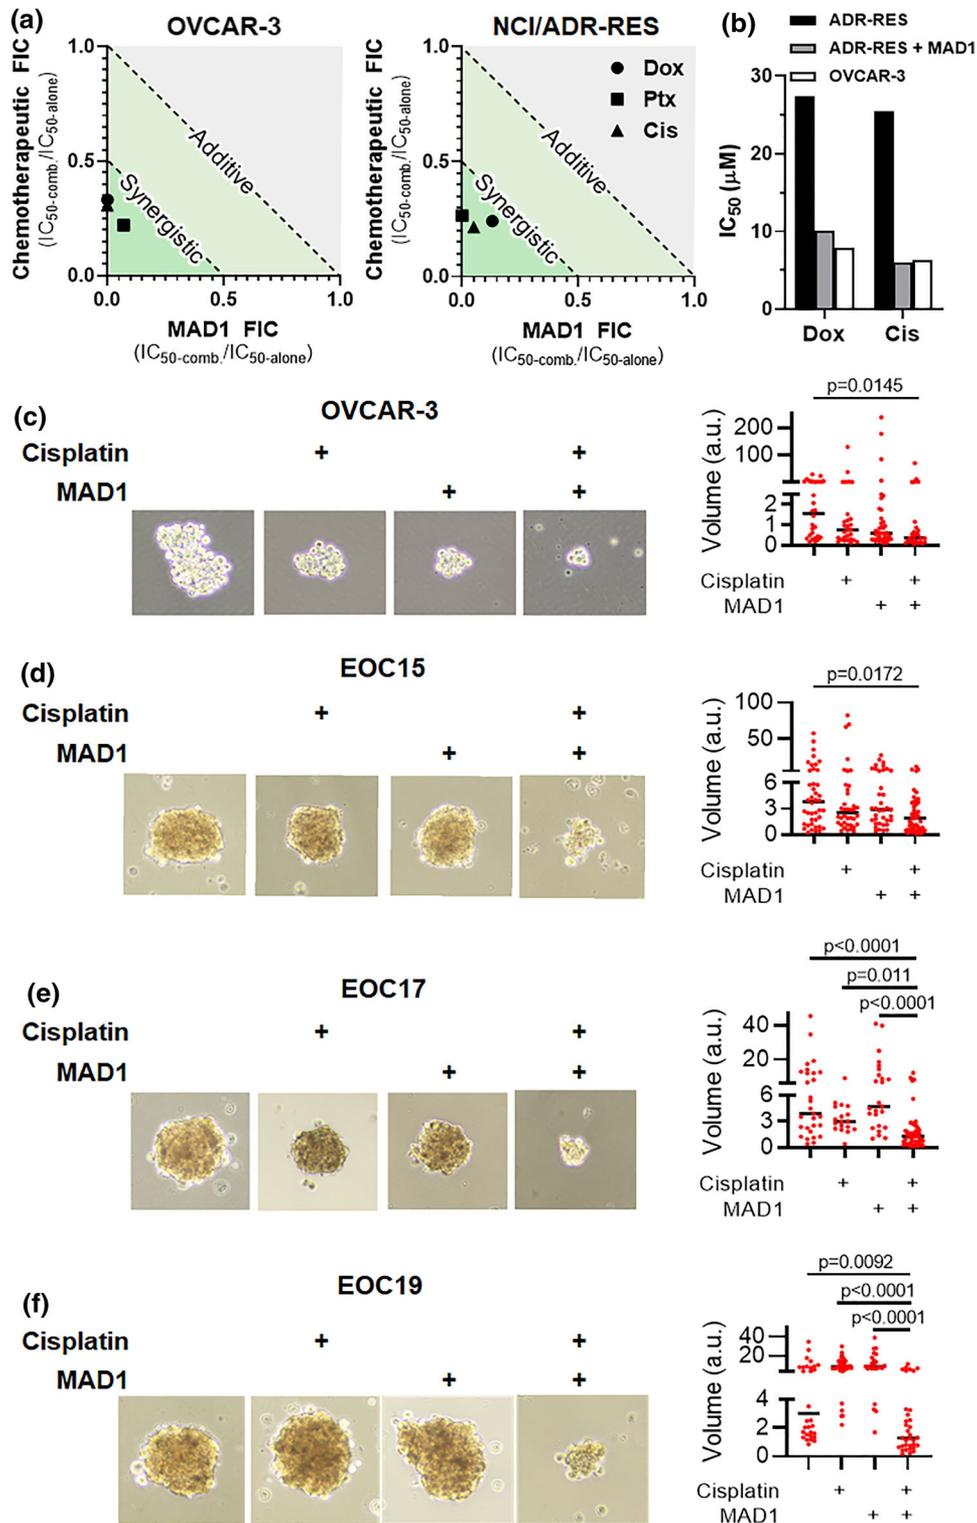 (a)
OVCAR-3
Chemotherapeutic FIC
(IC50-comb./IC50-alone)
1.0
0.5
0.0
Additive
Synergistic
0.0 0.5 1.0
MAD1 FIC
(IC50-comb./IC50-alone)
NCI/ADR-RES
Chemotherapeutic FIC
(IC50-comb./IC50-alone)
1.0
0.5
0.0
Dox
Ptx
Cis
Additive
Synergistic
0.0 0.5 1.0
MAD1 FIC
(IC50-comb./IC50-alone)
(b)
ADR-RES
ADR-RES + MAD1
OVCAR-3
IC50 (µM)
30
20
10
0
Dox Cis
(c)
OVCAR-3
Cisplatin + +
MAD1 + +
p=0.0145
Volume (a.u.)
200
100
2
1
0
Cisplatin + +
MAD1 + +
(d)
EOC15
Cisplatin + +
MAD1 + +
p=0.0172
Volume (a.u.)
100
50
6
3
0
Cisplatin + +
MAD1 + +
(e)
EOC17
Cisplatin + +
MAD1 + +
p<0.0001
p=0.011
p<0.0001
Volume (a.u.)
40
20
6
3
0
Cisplatin + +
MAD1 + +
(f)
EOC19
Cisplatin + +
MAD1 + +
p=0.0092
p<0.0001
p<0.0001
Volume (a.u.)
40
20
4
2
0
Cisplatin + +
MAD1 + +